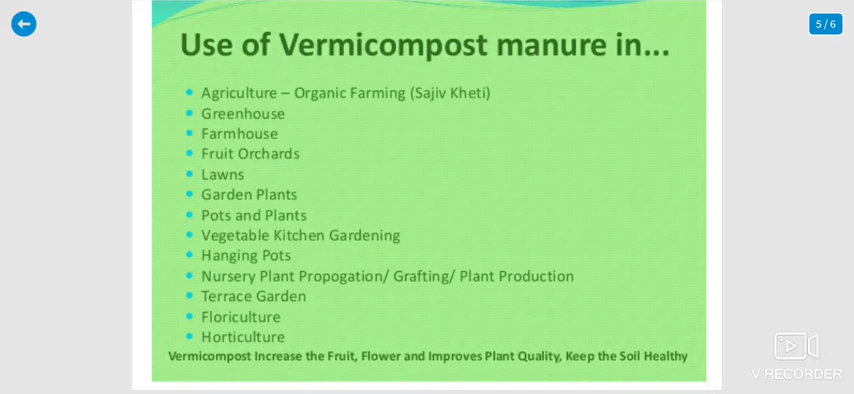 5 / 6
Use of Vermicompost manure in...
Agriculture – Organic Farming (Sajiv Kheti)
Greenhouse
Farmhouse
Fruit Orchards
Lawns
Garden Plants
Pots and Plants
Vegetable Kitchen Gardening
Hanging Pots
Nursery Plant Propogation/ Grafting/ Plant Production
Terrace Garden
Floriculture
Horticulture
Vermicompost Increase the Fruit, Flower and Improves Plant Quality, Keep the Soil Healthy
V RECORDER